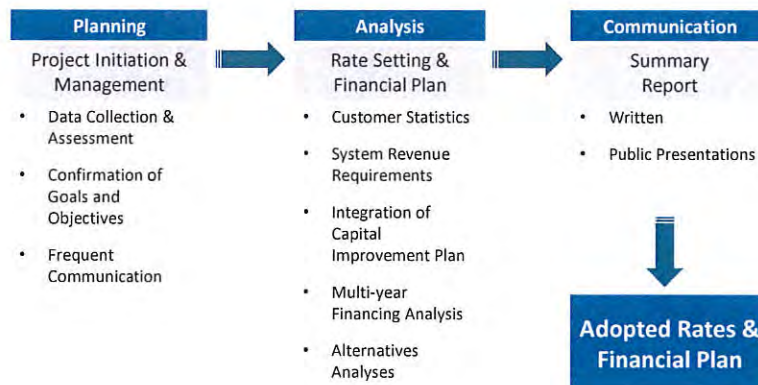 Planning
Project Initiation &
Management
• Data Collection &
Assessment
• Confirmation of
Goals and
Objectives
• Frequent
Communication
Analysis
Rate Setting &
Financial Plan
• Customer Statistics
• System Revenue
Requirements
• Integration of
Capital
Improvement Plan
• Multi-year
Financing Analysis
• Alternatives
Analyses
Communication
Summary
Report
• Written
• Public Presentations
Adopted Rates &
Financial Plan